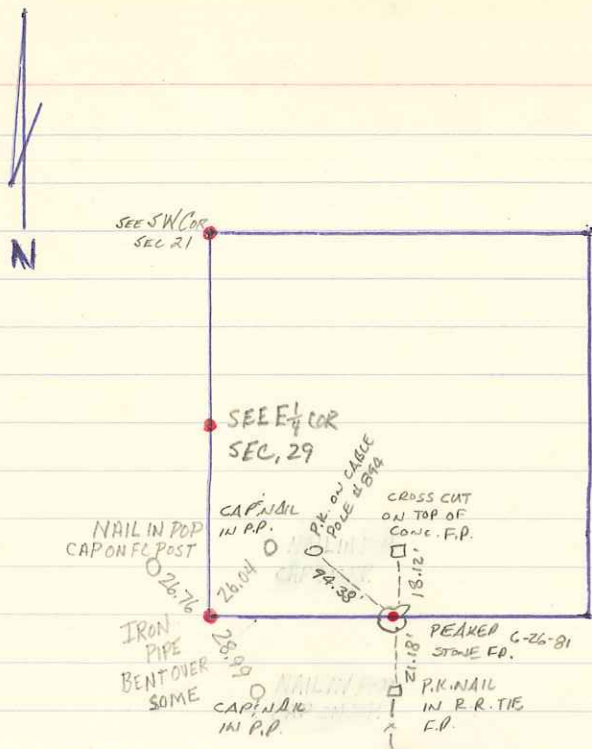 N
SEE SW COR
SEC 21
SEE E 1/4 COR
SEC, 29
NAIL IN POP
CAP ON FC POST
26.76
CAP & NAIL
IN P.P.
26.04
P.K. ON CABLE
POLE # 894
94.38'
CROSS CUT
ON TOP OF
CONC. F.P.
18.12'
IRON
PIPE
BENT OVER
SOME
28.99
CAP & NAIL
IN P.P.
PEAKED 6-26-81
STONE FD.
21.18'
P.K. NAIL
IN R.R. TIE
F.P.